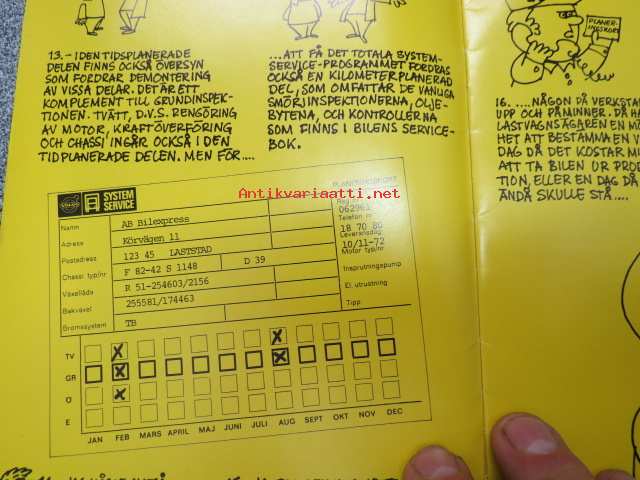 13.- I DEN TIDSPLANERADE
DELEN FINNS OCKSÅ ÖVERSYN
SOM FORDRAR DEMONTERING
AV VISSA DELAR. DET ÄR ETT
KOMPLEMENT TILL GRUNDINSPEK-
TIONEN. TVÄTT, D.V.S. RENGÖRING
AV MOTOR, KRAFTÖVERFÖRING
OCH CHASSI INGÅR OCKSÅ I DEN
TIDPLANERADE DELEN. MEN FÖR....
...ATT FÅ DET TOTALA SYSTEM-
SERVICE-PROGRAMMET FORDRAS
OCKSÅ EN KILOMETERPLANERAD
DEL, SOM OMFATTAR DE VANLIGA
SMÖRJINSPEKTIONERNA, OLJE-
BYTENA, OCH KONTROLLERNA
SOM FINNS I BILENS SERVICE-
BOK.
PLANER-
INGSKORT
16. ....NÅGON PÅ VERKSTA
UPP OCH PÅMINNER. DÅ HA
LASTVAGNSÄGAREN EN MÖ
HET ATT BESTÄMMA EN V
DAG DÅ DET KOSTAR MI
ATT TA BILEN UR PROD
TION, ELLER EN DAG DÅ
ÄNDÅ SKULLE STÅ....
Antikvariaatti.net
VOLVO SYSTEM
SERVICE
PLANERINGSKORT
Namn AB Bilexpress Reg. 062961
Adress Körvägen 11 Telefon nr 18 70 80
Postadress 123 45 LASTSTAD Leveransdag 10/11-72
Chassi typ/nr F 82-42 S 1148 D 39 Motor typ/nr
Växellåda R 51-254603/2156 Insprutningspump
Bakväxel 255581/174463 El. utrustning
Bromssystem TB Tipp
TV X X
GR X X
Ö X
E
JAN FEB MARS APRIL MAJ JUNI JULI AUG SEPT OKT NOV DEC